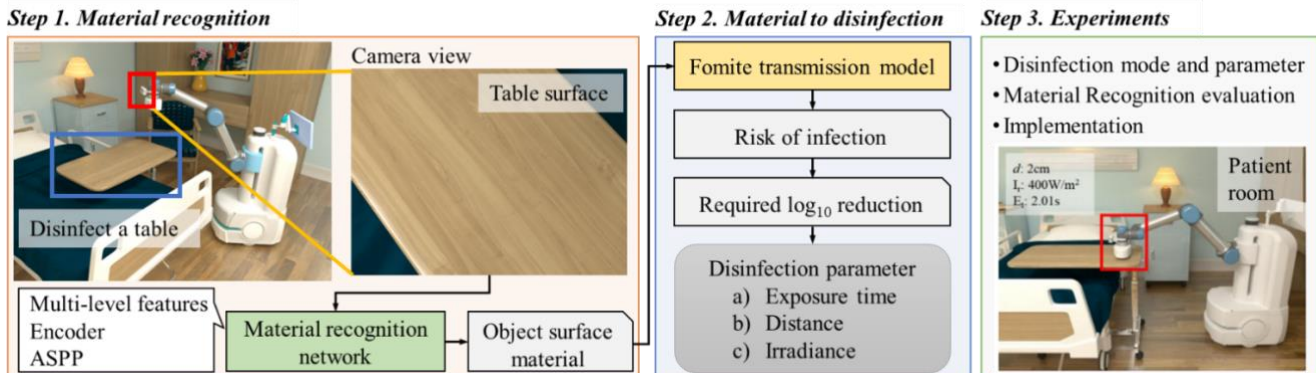 Step 1. Material recognition
Camera view
Table surface
Disinfect a table
Multi-level features
Encoder
ASPP
Material recognition
network
Object surface
material
Step 2. Material to disinfection
Fomite transmission model
Risk of infection
Required log₁₀ reduction
Disinfection parameter
a) Exposure time
b) Distance
c) Irradiance
Step 3. Experiments
•Disinfection mode and parameter
•Material Recognition evaluation
•Implementation
d: 2cm
Iᵣ: 400W/m²
Eₜ: 2.01s
Patient
room